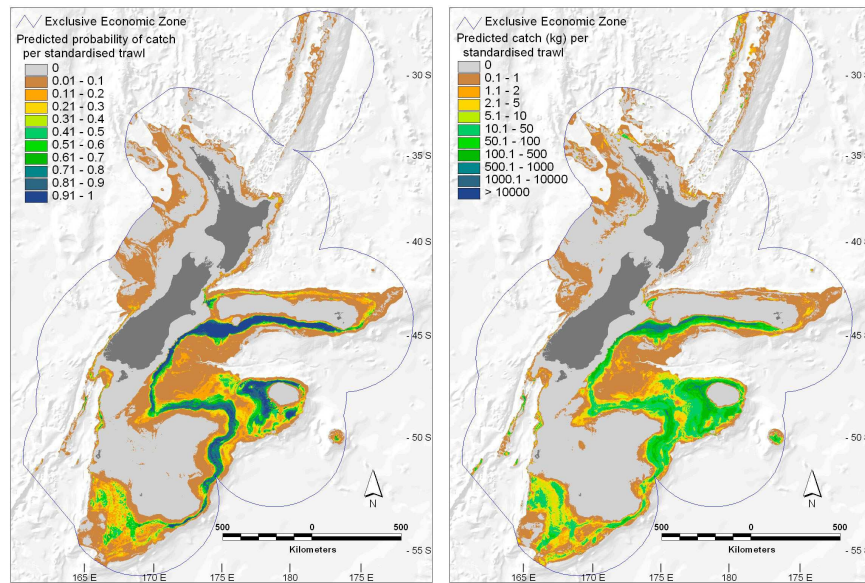 Exclusive Economic Zone
Predicted probability of catch
per standardised trawl
0
0.01 - 0.1
0.11 - 0.2
0.21 - 0.3
0.31 - 0.4
0.41 - 0.5
0.51 - 0.6
0.61 - 0.7
0.71 - 0.8
0.81 - 0.9
0.91 - 1
- 30 S
- 35 S
- 40 S
- 45 S
- 50 S
- 55 S
N
500 0 500
Kilometers
165 E 170 E 175 E 180 E 175 E
Exclusive Economic Zone
Predicted catch (kg) per
standardised trawl
0
0.1 - 1
1.1 - 2
2.1 - 5
5.1 - 10
10.1 - 50
50.1 - 100
100.1 - 500
500.1 - 1000
1000.1 - 10000
> 10000
- 30 S
- 35 S
- 40 S
- 45 S
- 50 S
- 55 S
N
500 0 500
Kilometers
165 E 170 E 175 E 180 175 E